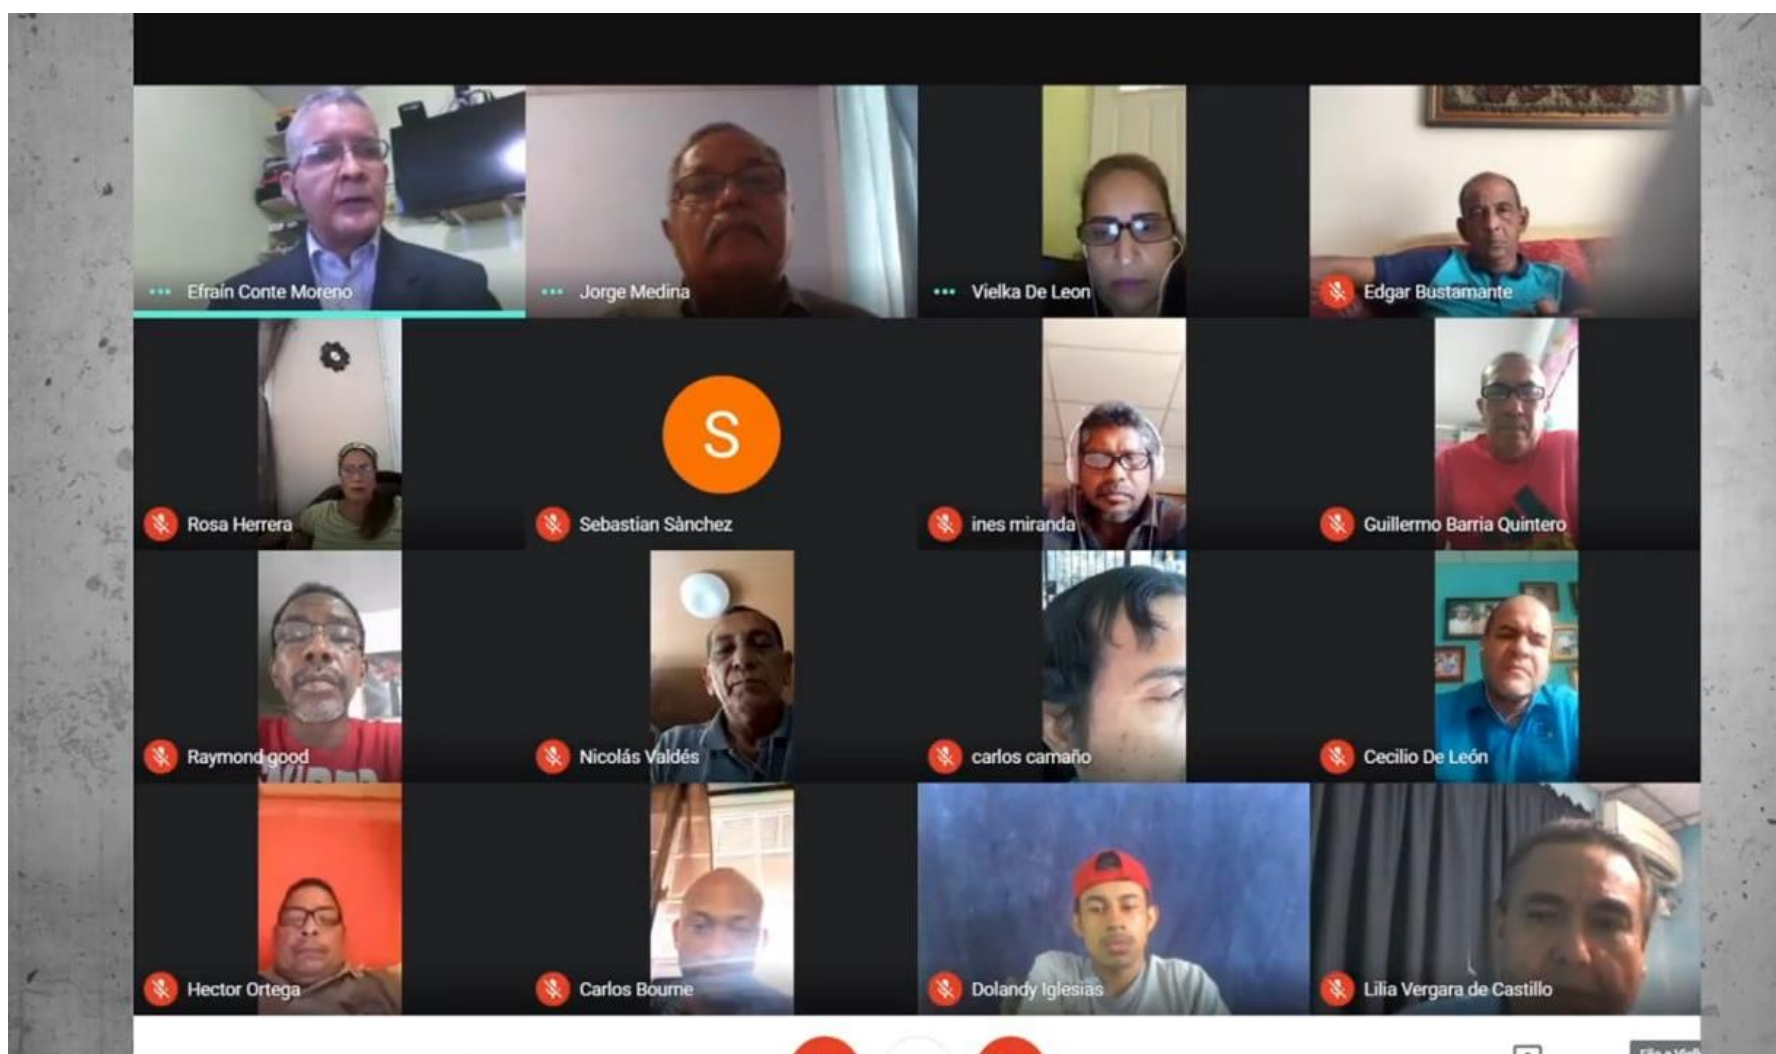 Efraín Conte Moreno
Jorge Medina
Vielka De Leon
Edgar Bustamante
Rosa Herrera
S
Sebastian Sànchez
ines miranda
Guillermo Barria Quintero
Raymond good
Nicolás Valdés
carlos camaño
Cecilio De León
Hector Ortega
Carlos Bourne
Dolandy Iglesias
Lilia Vergara de Castillo